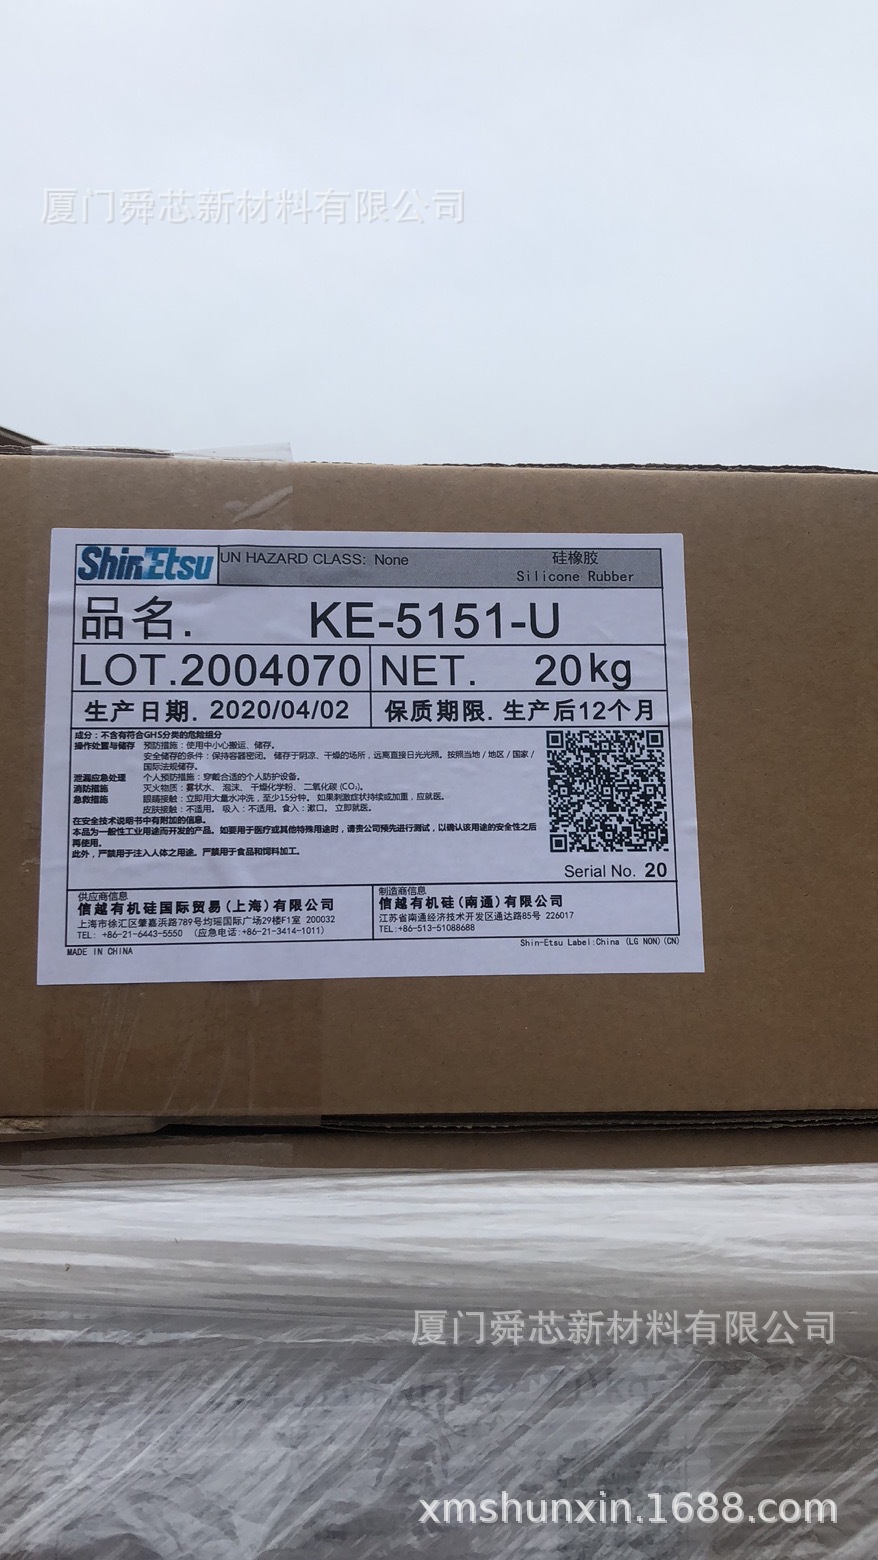 厦门舜芯新材料有限公司
ShinEtsu
UN HAZARD CLASS: None
硅橡胶
Silicone Rubber
品名. KE-5151-U
LOT.2004070 NET. 20kg
生产日期. 2020/04/02 保质期限. 生产后12个月
成分：不含有符合GHS分类的危险组分
操作处置与储存 预防措施：使用中小心搬运、储存。
安全储存的条件：保持容器密闭。 储存于阴凉、干燥的场所，远离直接日光光照。按照当地/地区/国家/
国际法规储存。
泄漏应急处理 个人预防措施：穿戴合适的个人防护设备。
消防措施 灭火物质：雾状水、泡沫、干燥化学粉、二氧化碳(CO₂)。
急救措施 眼睛接触：立即用大量水冲洗，至少15分钟。 如果刺激症状持续或加重，应就医。
皮肤接触：不适用。吸入：不适用。食入：漱口。 立即就医。
在安全技术说明书中有附加的信息。
本品为一般性工业用途而开发的产品。如要用于医疗或其他特殊用途时，请贵公司预先进行测试，以确认该用途的安全性之后
再使用。
此外，严禁用于注入人体之用途。严禁用于食品和饲料加工。
Serial No. 20
供应商信息
信越有机硅国际贸易(上海)有限公司
上海市徐汇区肇嘉浜路789号均瑶国际广场29楼F1室 200032
TEL: +86-21-6443-5550 (应急电话:+86-21-3414-1011)
制造商信息
信越有机硅(南通)有限公司
江苏省南通经济技术开发区通达路85号 226017
TEL:+86-513-51088688
MADE IN CHINA
Shin-Etsu Label:China (LG NON)(CN)
厦门舜芯新材料有限公司
xmshunxin.1688.com